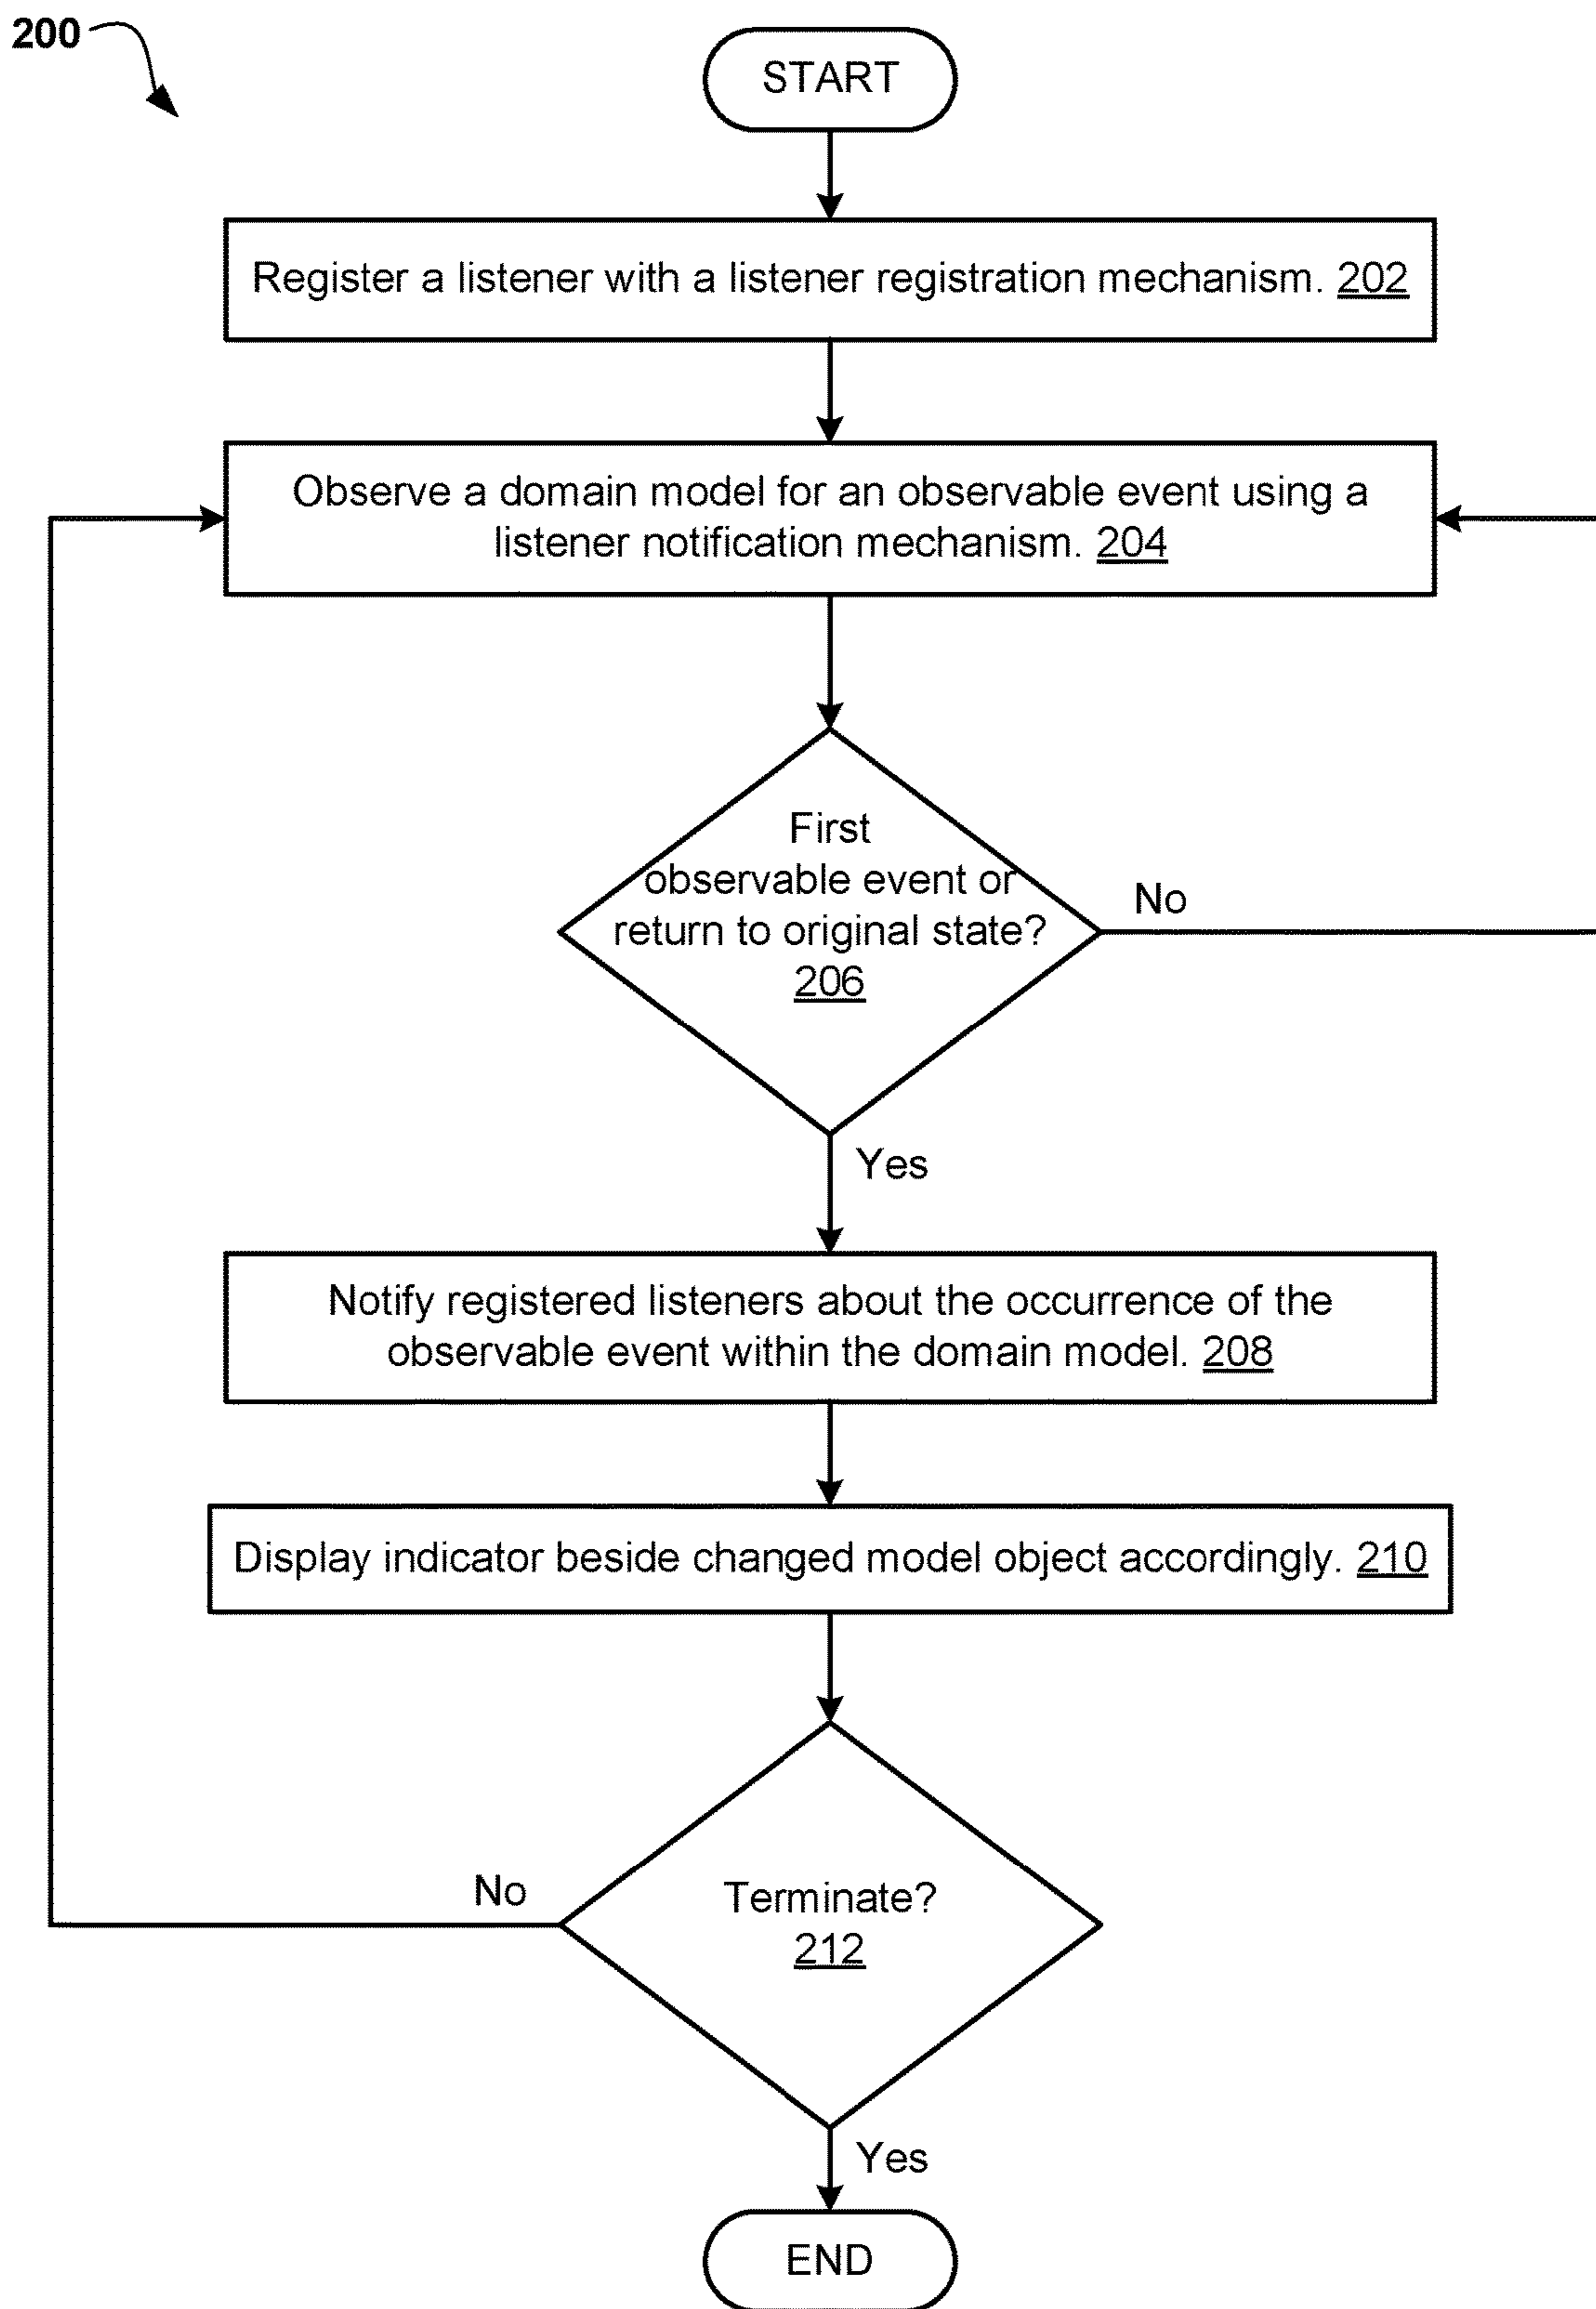 200
START
Register a listener with a listener registration mechanism. 202
Observe a domain model for an observable event using a
listener notification mechanism. 204
First
observable event or
return to original state?
206
No
Yes
Notify registered listeners about the occurrence of the
observable event within the domain model. 208
Display indicator beside changed model object accordingly. 210
No
Terminate?
212
Yes
END